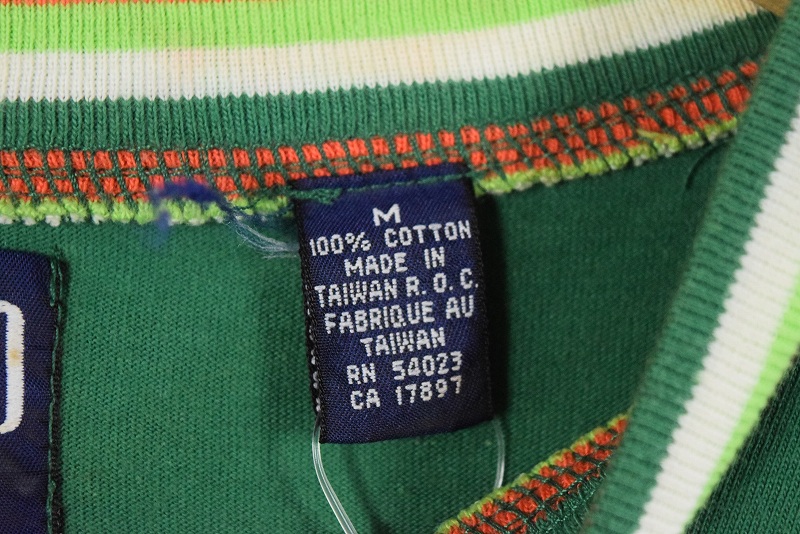 M
100% COTTON
MADE IN
TAIWAN R. O. C.
FABRIQUE AU
TAIWAN
RN 54023
CA 17897